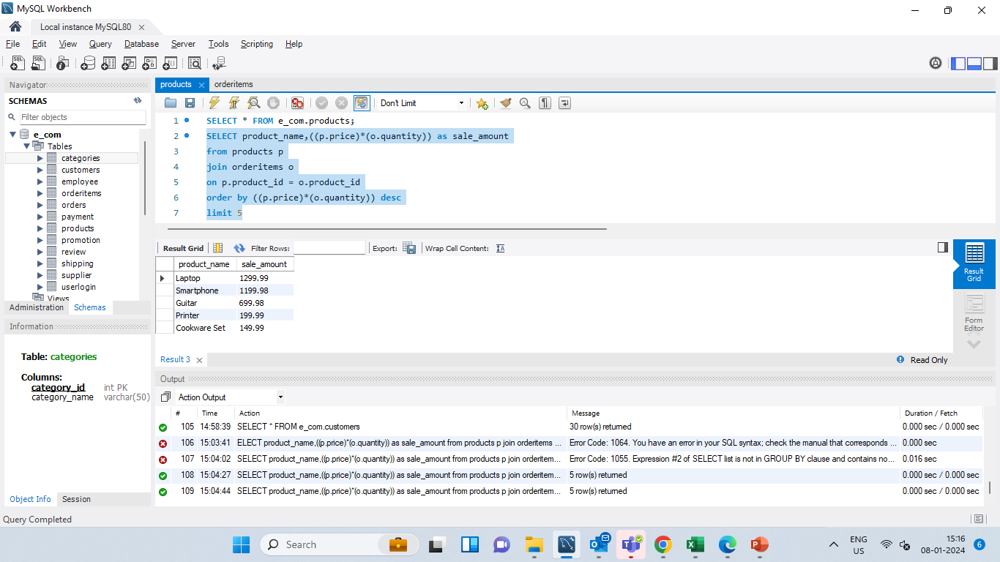 MySQL Workbench
Local instance MySQL80
File Edit View Query Database Server Tools Scripting Help
Navigator
SCHEMAS
Filter objects
e_com
Tables
categories
customers
employee
orderitems
orders
payment
products
promotion
review
shipping
supplier
userlogin
Views
Administration Schemas
Information
Table: categories
Columns:
category_id int PK
category_name varchar(50)
Object Info Session
products orderitems
Don't Limit
1 SELECT * FROM e_com.products;
2 SELECT product_name,((p.price)*(o.quantity)) as sale_amount
3 from products p
4 join orderitems o
5 on p.product_id = o.product_id
6 order by ((p.price)*(o.quantity)) desc
7 limit 5
Result Grid Filter Rows: Export: Wrap Cell Content:
product_name sale_amount
Laptop 1299.99
Smartphone 1199.98
Guitar 699.98
Printer 199.99
Cookware Set 149.99
Result
Grid
Form
Editor
Result 3 Read Only
Output
Action Output
# Time Action Message Duration / Fetch
105 14:58:39 SELECT * FROM e_com.customers 30 row(s) returned 0.000 sec / 0.000 sec
106 15:03:41 ELECT product_name,((p.price)*(o.quantity)) as sale_amount from products p join orderitems ... Error Code: 1064. You have an error in your SQL syntax; check the manual that corresponds ... 0.000 sec
107 15:04:02 SELECT product_name,((p.price)*(o.quantity)) as sale_amount from products p join orderitem... Error Code: 1055. Expression #2 of SELECT list is not in GROUP BY clause and contains no... 0.016 sec
108 15:04:27 SELECT product_name,((p.price)*(o.quantity)) as sale_amount from products p join orderitem... 5 row(s) returned 0.000 sec / 0.000 sec
109 15:04:44 SELECT product_name,((p.price)*(o.quantity)) as sale_amount from products p join orderitem... 5 row(s) returned 0.000 sec / 0.000 sec
Query Completed
Search
ENG
US
15:16
08-01-2024
6